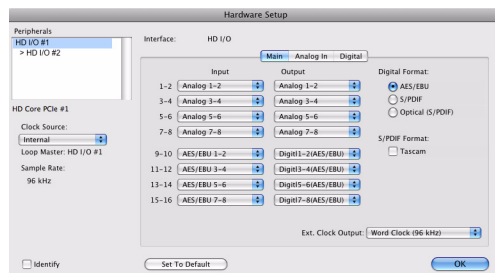 Hardware Setup
Peripherals
HD I/O #1
> HD I/O #2
HD Core PCIe #1
Clock Source:
Internal
Loop Master: HD I/O #1
Sample Rate:
96 kHz
Identify
Interface: HD I/O
Main Analog In Digital
Input Output
1–2 Analog 1–2 Analog 1–2
3–4 Analog 3–4 Analog 3–4
5–6 Analog 5–6 Analog 5–6
7–8 Analog 7–8 Analog 7–8
9–10 AES/EBU 1–2 Digitl1–2(AES/EBU)
11–12 AES/EBU 3–4 Digitl3–4(AES/EBU)
13–14 AES/EBU 5–6 Digitl5–6(AES/EBU)
15–16 AES/EBU 7–8 Digitl7–8(AES/EBU)
Digital Format:
AES/EBU
S/PDIF
Optical (S/PDIF)
S/PDIF Format:
Tascam
Ext. Clock Output: Word Clock (96 kHz)
Set To Default
OK